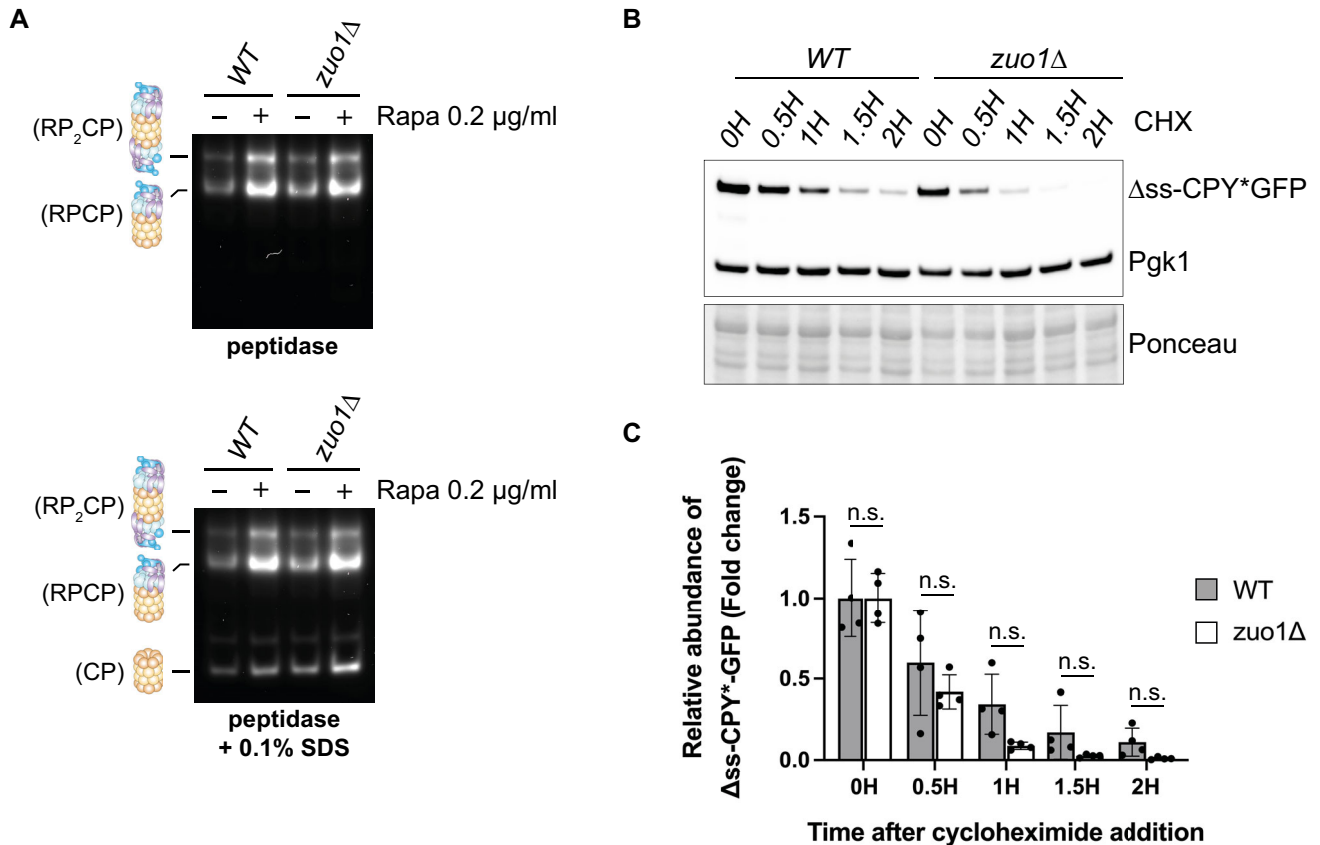 A
WT zuo1Δ
– + – + Rapa 0.2 µg/ml
(RP₂CP)
(RPCP)
peptidase
WT zuo1Δ
– + – + Rapa 0.2 µg/ml
(RP₂CP)
(RPCP)
(CP)
peptidase
+ 0.1% SDS
B
WT zuo1Δ
0H 0.5H 1H 1.5H 2H 0H 0.5H 1H 1.5H 2H CHX
Δss-CPY*GFP
Pgk1
Ponceau
C
Relative abundance of
Δss-CPY*-GFP (Fold change)
1.5
1.0
0.5
0.0
n.s. n.s. n.s. n.s. n.s.
WT
zuo1Δ
0H 0.5H 1H 1.5H 2H
Time after cycloheximide addition